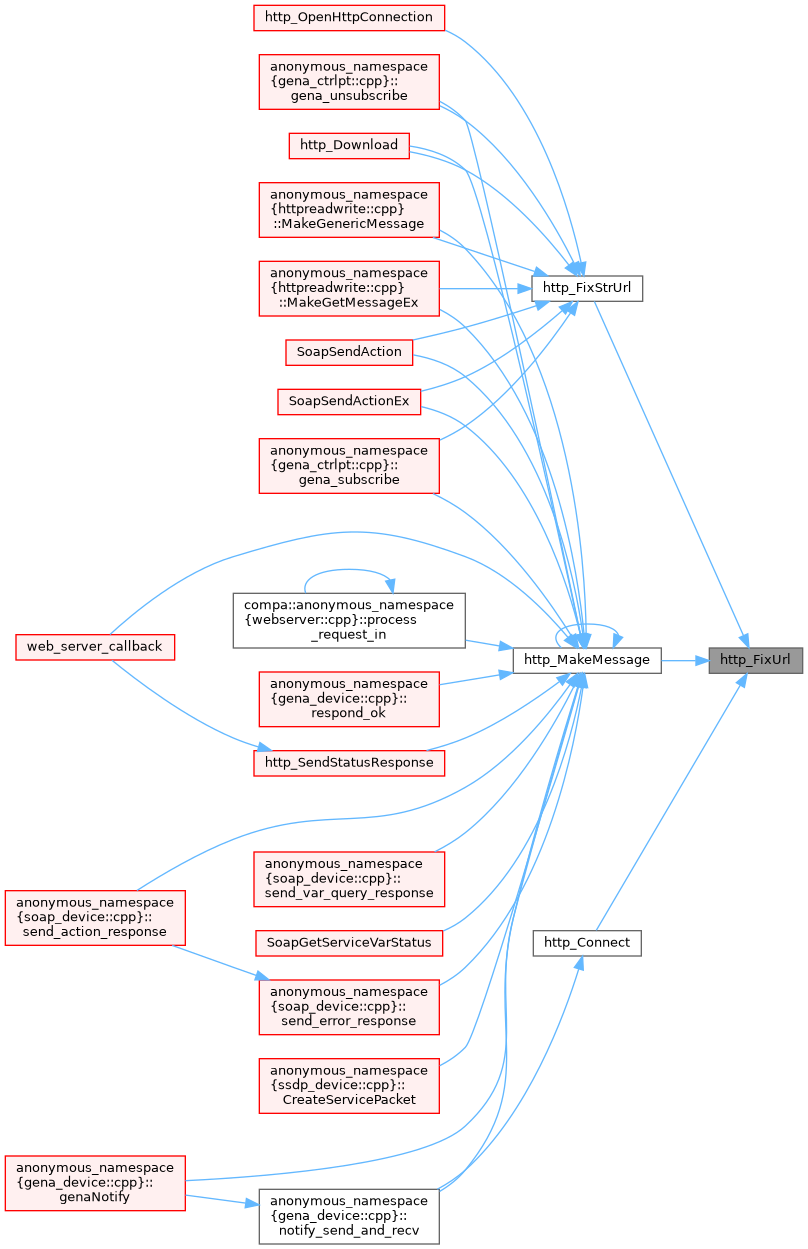 http_OpenHttpConnection
anonymous_namespace
{gena_ctrlpt::cpp}::
gena_unsubscribe
http_Download
anonymous_namespace
{httpreadwrite::cpp}
::MakeGenericMessage
anonymous_namespace
{httpreadwrite::cpp}
::MakeGetMessageEx
http_FixStrUrl
SoapSendAction
SoapSendActionEx
anonymous_namespace
{gena_ctrlpt::cpp}::
gena_subscribe
compa::anonymous_namespace
{webserver::cpp}::process
_request_in
web_server_callback
http_MakeMessage
http_FixUrl
anonymous_namespace
{gena_device::cpp}::
respond_ok
http_SendStatusResponse
anonymous_namespace
{soap_device::cpp}::
send_var_query_response
anonymous_namespace
{soap_device::cpp}::
send_action_response
SoapGetServiceVarStatus
http_Connect
anonymous_namespace
{soap_device::cpp}::
send_error_response
anonymous_namespace
{ssdp_device::cpp}::
CreateServicePacket
anonymous_namespace
{gena_device::cpp}::
genaNotify
anonymous_namespace
{gena_device::cpp}::
notify_send_and_recv